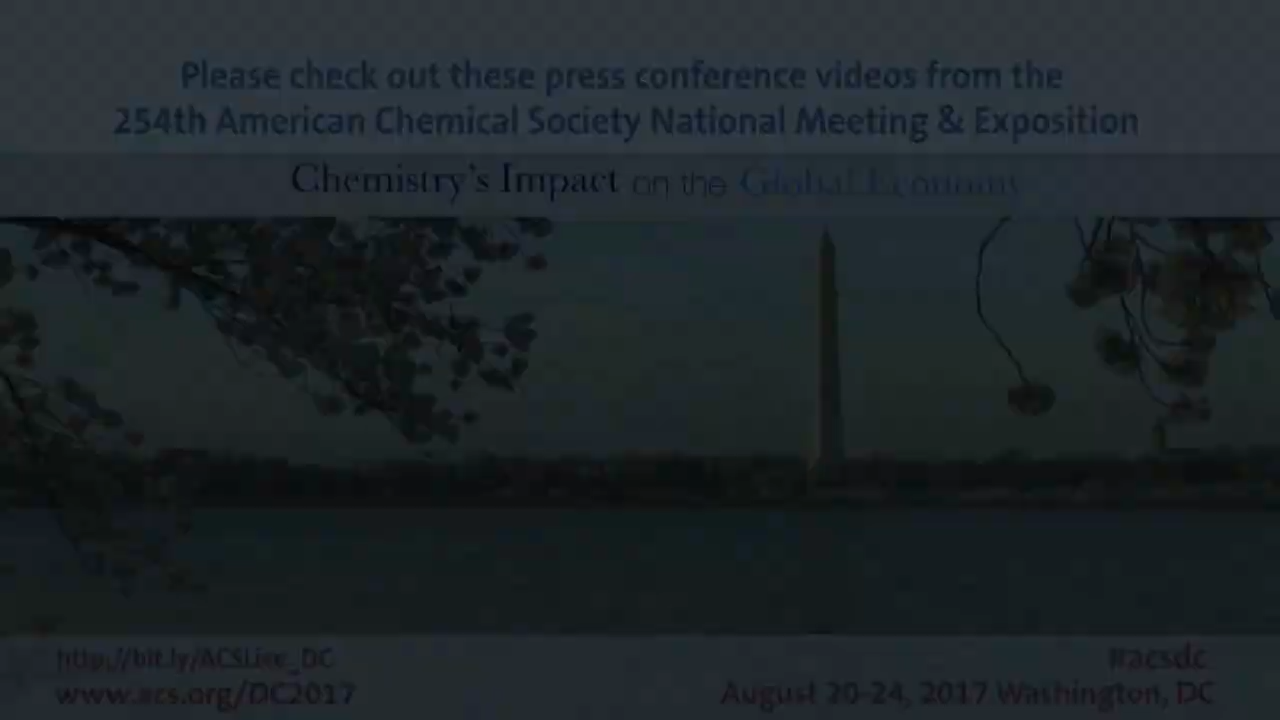 Please check out these press conference videos from the
254th American Chemical Society National Meeting & Exposition
Chemistry's Impact on the Global Economy
http://bit.ly/ACSLive_DC
#acsdc
www.acs.org/DC2017
August 20-24, 2017 Washington, DC